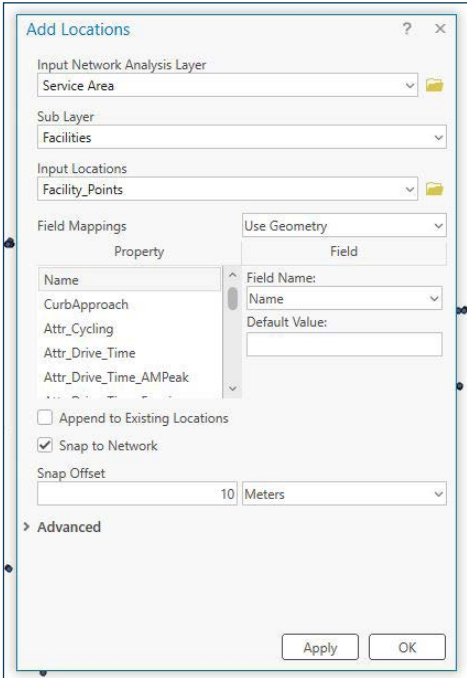 Add Locations
Input Network Analysis Layer
Service Area
Sub Layer
Facilities
Input Locations
Facility_Points
Field Mappings
Use Geometry
Property
Field
Name
CurbApproach
Attr_Cycling
Attr_Drive_Time
Attr_Drive_Time_AMPeak
Field Name:
Name
Default Value:
Append to Existing Locations
Snap to Network
Snap Offset
10 Meters
Advanced
Apply
OK